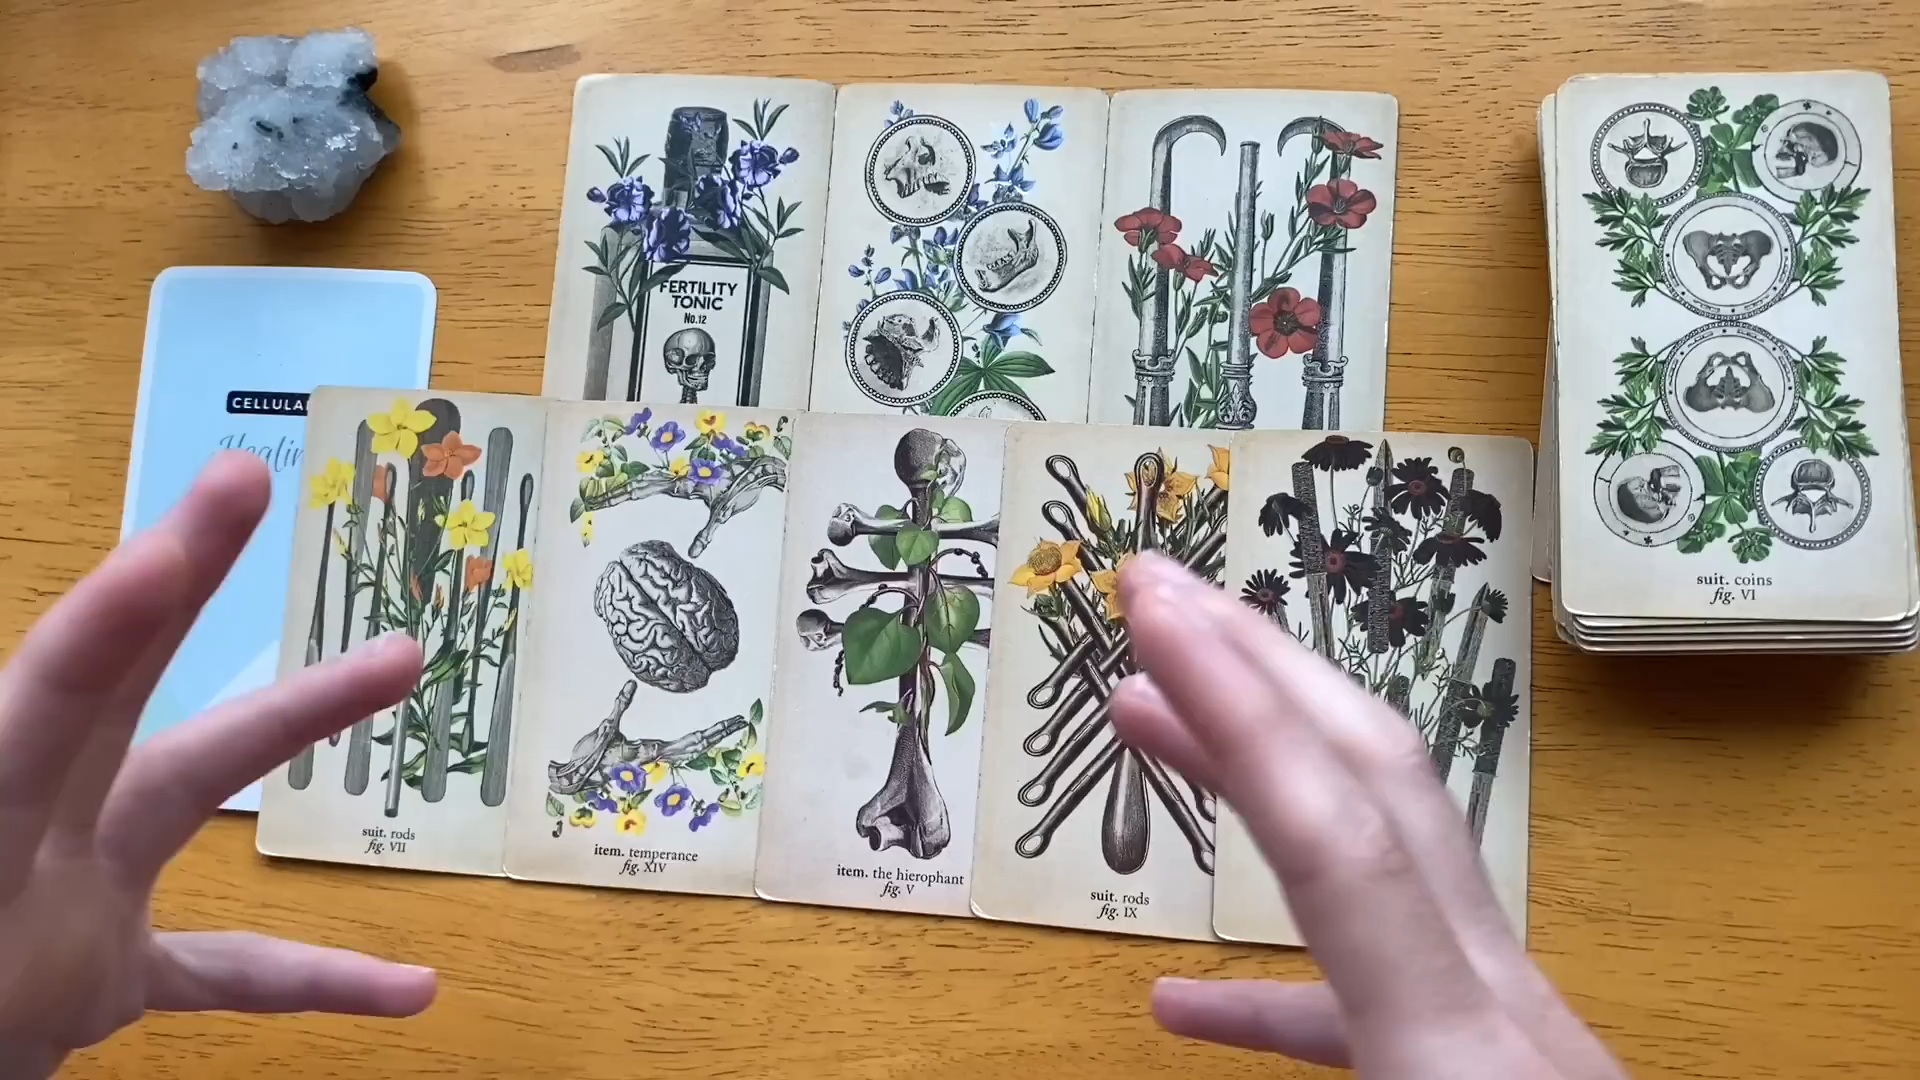 FERTILITY
TONIC
No.12
CELLULAR
Healin
suit. rods
fig. VII
item. temperance
fig. XIV
item. the hierophant
fig. V
suit. rods
fig. IX
suit. coins
fig. VI